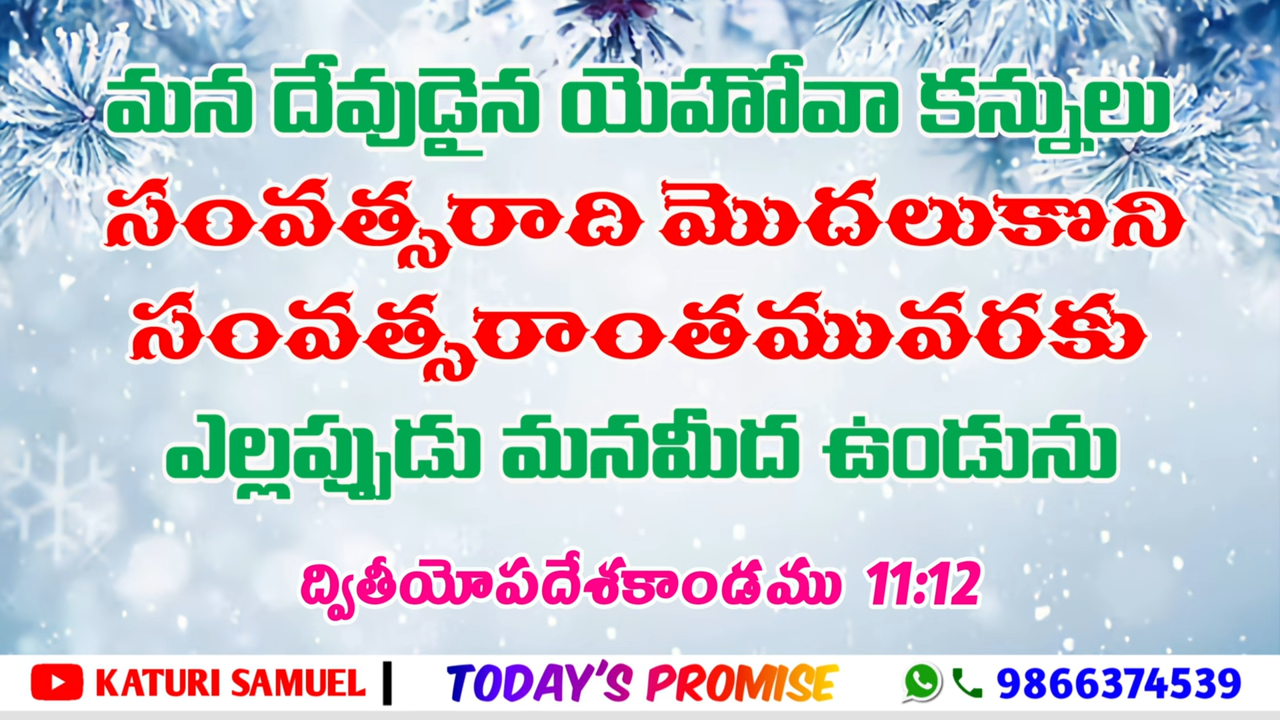 మన దేవుడైన యెహోవా కన్నులు
సంవత్సరాది మొదలుకొని
సంవత్సరాంతమువరకు
ఎల్లప్పుడు మనమీద ఉండును
ద్వితీయోపదేశకాండము 11:12
KATURI SAMUEL | TODAY'S PROMISE 9866374539